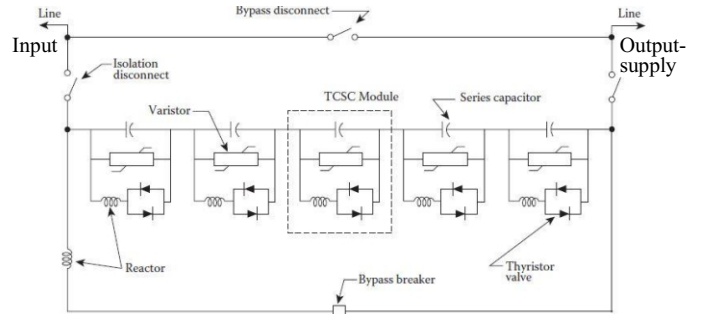 Line
Bypass disconnect
Line
Input
Output-
supply
Isolation
disconnect
TCSC Module
Varistor
Series capacitor
Reactor
Bypass breaker
Thyristor
valve